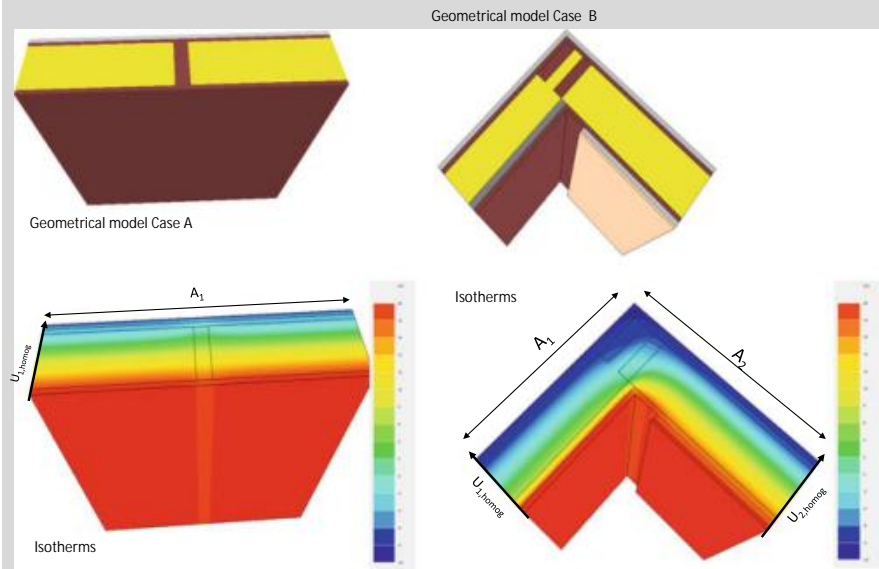 Geometrical model Case B
Geometrical model Case A
A1
U1,homog
Isotherms
Isotherms
A1
A2
U1,homog
U2,homog